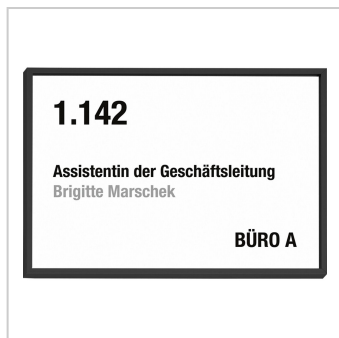 1.142
Assistentin der Geschäftsleitung
Brigitte Marschek
BÜRO A